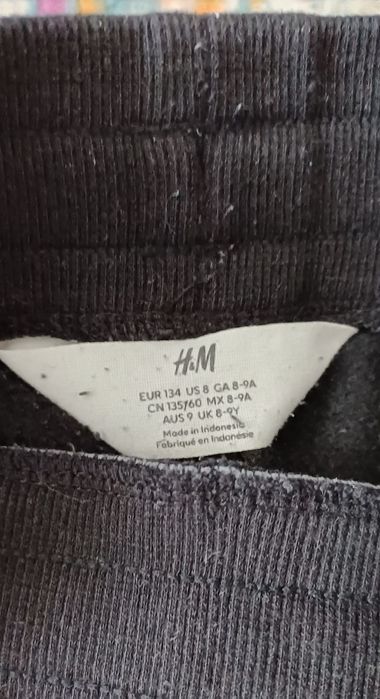 H&M
EUR 134 US 8 GA 8-9A
CN 135/60 MX 8-9A
AUS 9 UK 8-9Y
Made in Indonesia
Fabriqué en Indonésie